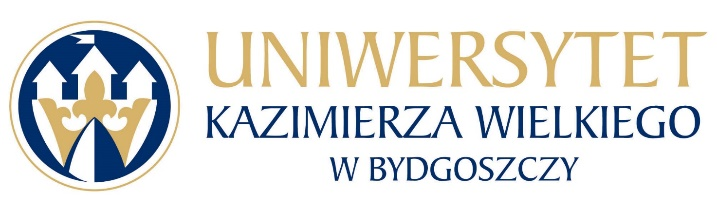 UNIWERSYTET
KAZIMIERZA WIELKIEGO
W BYDGOSZCZY